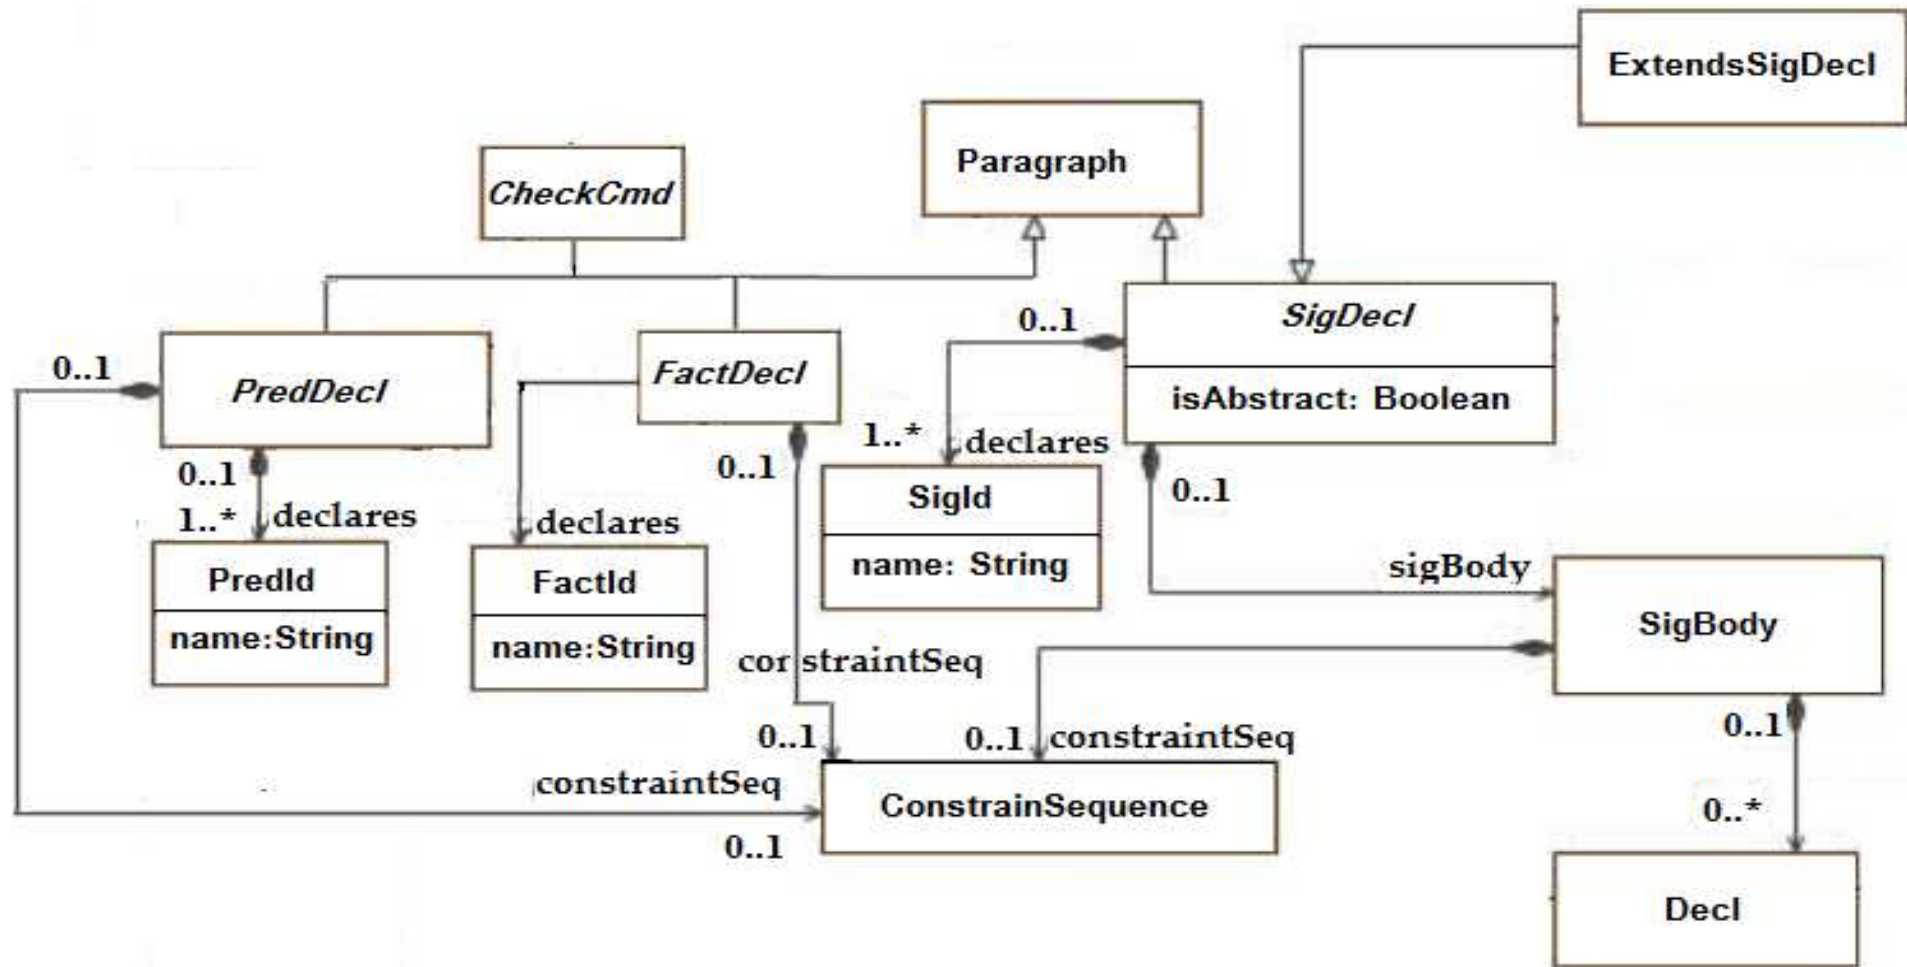 ExtendsSigDecl
Paragraph
CheckCmd
SigDecl
isAbstract: Boolean
0..1
0..1
PredDecl
FactDecl
1..*
declares
0..1
0..1
0..1
SigId
name: String
1..*
declares
declares
PredId
name:String
FactId
name:String
sigBody
SigBody
constraintSeq
0..1
0..1
0..1
constraintSeq
constraintSeq
ConstrainSequence
0..1
0..*
Decl